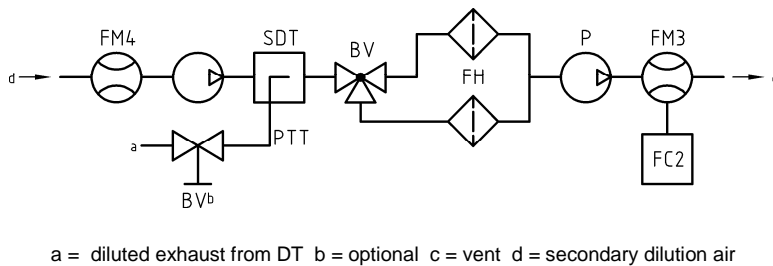 FM4 SDT BV P FM3
d
FH
a PTT
FC2
BVb
a = diluted exhaust from DT b = optional c = vent d = secondary dilution air